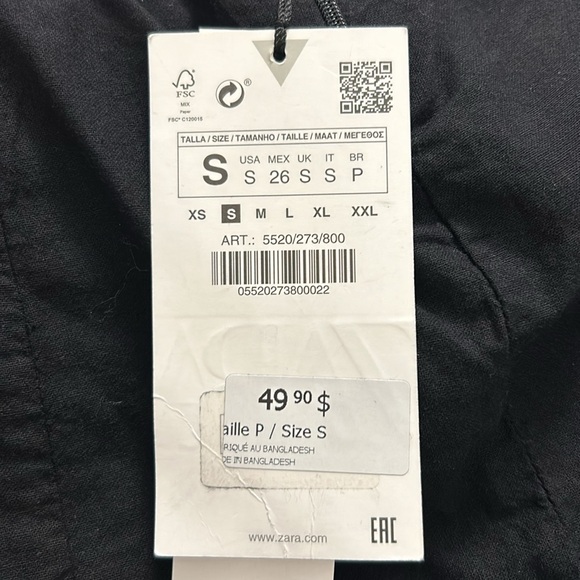 FSC
MIX
Paper
FSC® C120015
®
TALLA / SIZE / TAMANHO / TAILLE / MAAT / ΜΕΓΕΘΟΣ
S
USA MEX UK IT BR
S 26 S S P
XS S M L XL XXL
ART.: 5520/273/800
05520273800022
ZARA
49 90 $
aille P / Size S
RIQUÉ AU BANGLADESH
DE IN BANGLADESH
www.zara.com
EAC